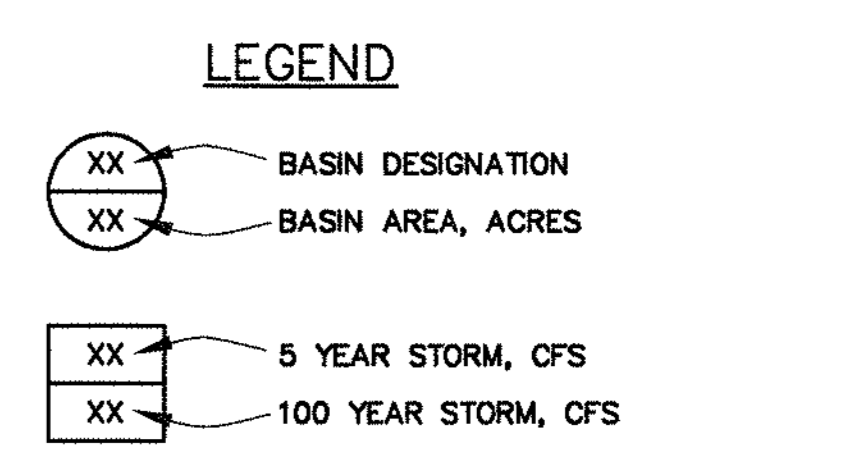 LEGEND
XX BASIN DESIGNATION
XX BASIN AREA, ACRES
XX 5 YEAR STORM, CFS
XX 100 YEAR STORM, CFS